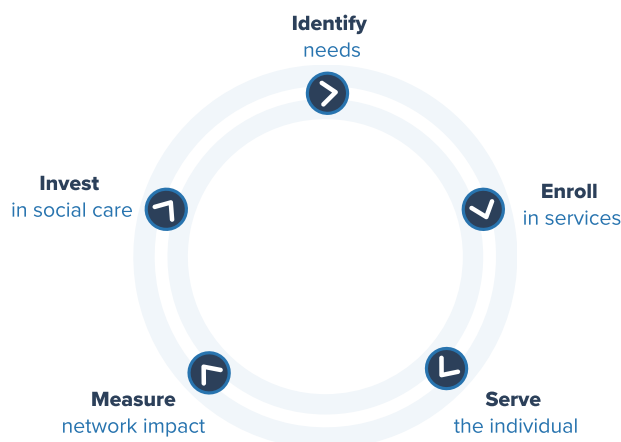 Identify
needs
Enroll
in services
Serve
the individual
Measure
network impact
Invest
in social care